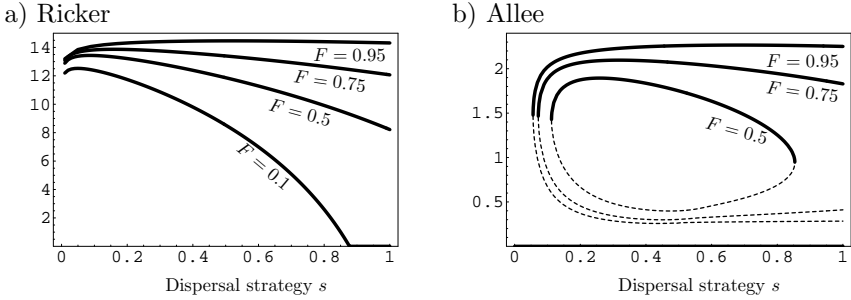 a) Ricker
14
12
10
8
6
4
2
F = 0.95
F = 0.75
F = 0.5
F = 0.1
0
0.2
0.4
0.6
0.8
1
Dispersal strategy s
b) Allee
2
1.5
1
0.5
F = 0.95
F = 0.75
F = 0.5
0
0.2
0.4
0.6
0.8
1
Dispersal strategy s